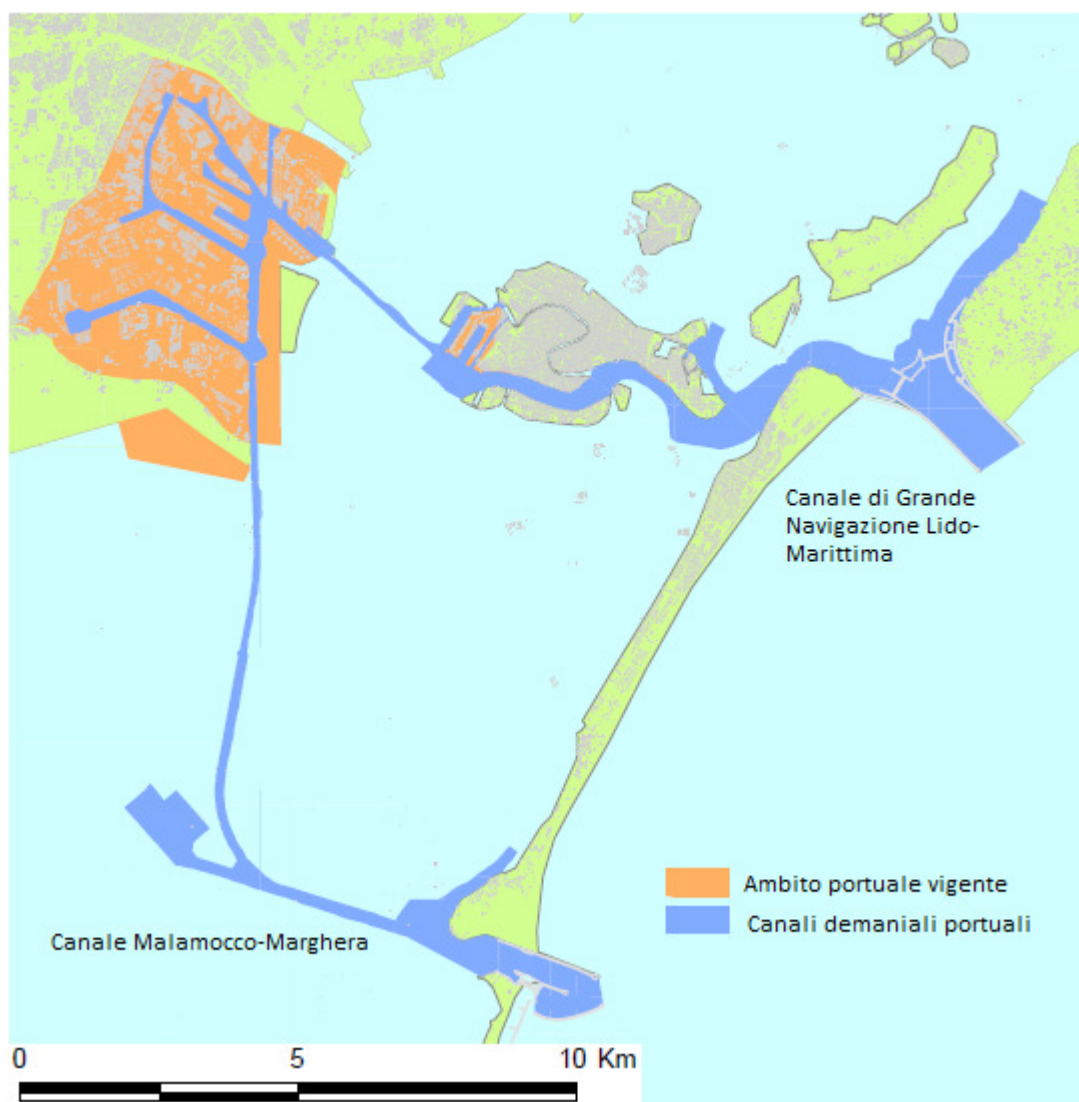 Canale di Grande
Navigazione Lido-
Marittima
Ambito portuale vigente
Canali demaniali portuali
Canale Malamocco-Marghera
0 5 10 Km